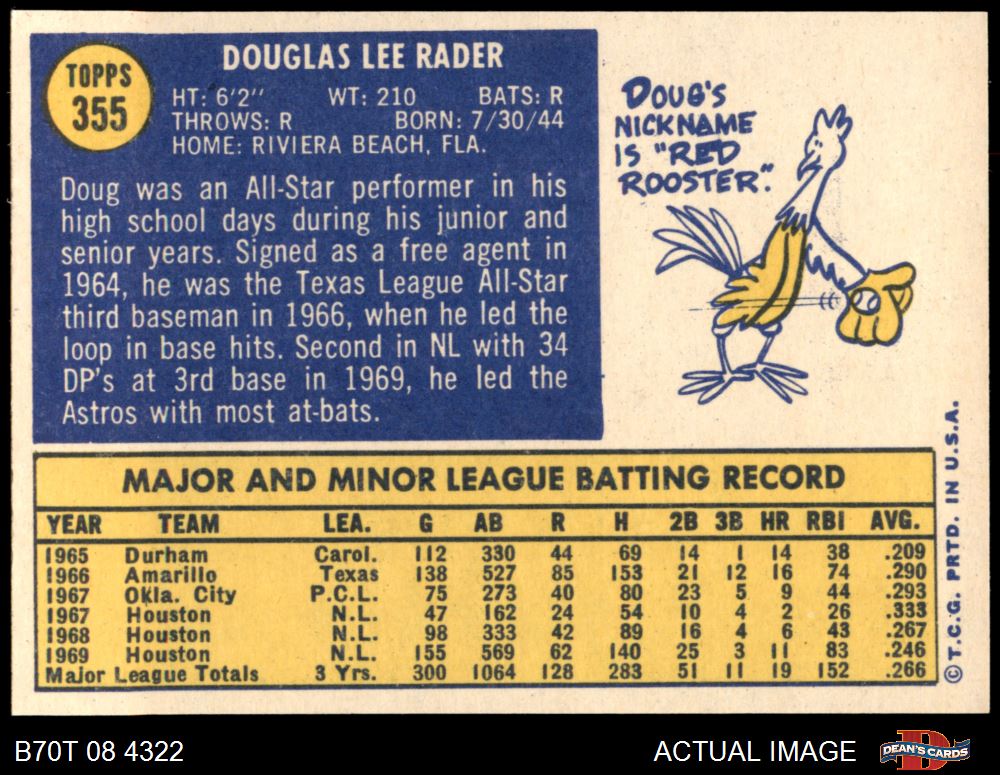 TOPPS
355
DOUGLAS LEE RADER
HT: 6'2" WT: 210 BATS: R
THROWS: R BORN: 7/30/44
HOME: RIVIERA BEACH, FLA.
Doug was an All-Star performer in his
high school days during his junior and
senior years. Signed as a free agent in
1964, he was the Texas League All-Star
third baseman in 1966, when he led the
loop in base hits. Second in NL with 34
DP's at 3rd base in 1969, he led the
Astros with most at-bats.
DOUG'S
NICKNAME
IS "RED
ROOSTER".
MAJOR AND MINOR LEAGUE BATTING RECORD
YEAR TEAM LEA. G AB R H 2B 3B HR RBI AVG.
1965 Durham Carol. 112 330 44 69 14 1 14 38 .209
1966 Amarillo Texas 138 527 85 153 21 12 16 74 .290
1967 Okla. City P.C.L. 75 273 40 80 23 5 9 44 .293
1967 Houston N.L. 47 162 24 54 10 4 2 26 .333
1968 Houston N.L. 98 333 42 89 16 4 6 43 .267
1969 Houston N.L. 155 569 62 140 25 3 11 83 .246
Major League Totals 3 Yrs. 300 1064 128 283 51 11 19 152 .266
© T.C.G. PRTD. IN U.S.A.
B70T 08 4322 ACTUAL IMAGE
DEAN'S CARDS